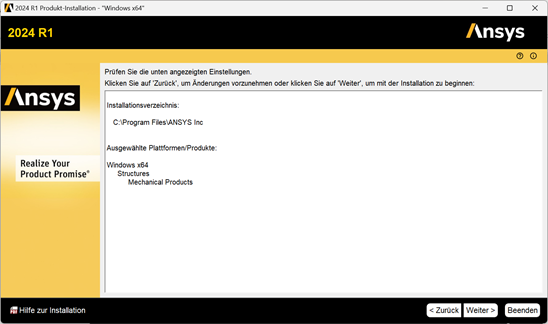 2024 R1 Produkt-Installation - "Windows x64"
2024 R1
Ansys
Prüfen Sie die unten angezeigten Einstellungen.
Klicken Sie auf 'Zurück', um Änderungen vorzunehmen oder klicken Sie auf 'Weiter', um mit der Installation zu beginnen:
Ansys
Installationsverzeichnis:
C:\Program Files\ANSYS Inc
Ausgewählte Plattformen/Produkte:
Windows x64
Structures
Mechanical Products
Realize Your
Product Promise®
Hilfe zur Installation
< Zurück
Weiter >
Beenden